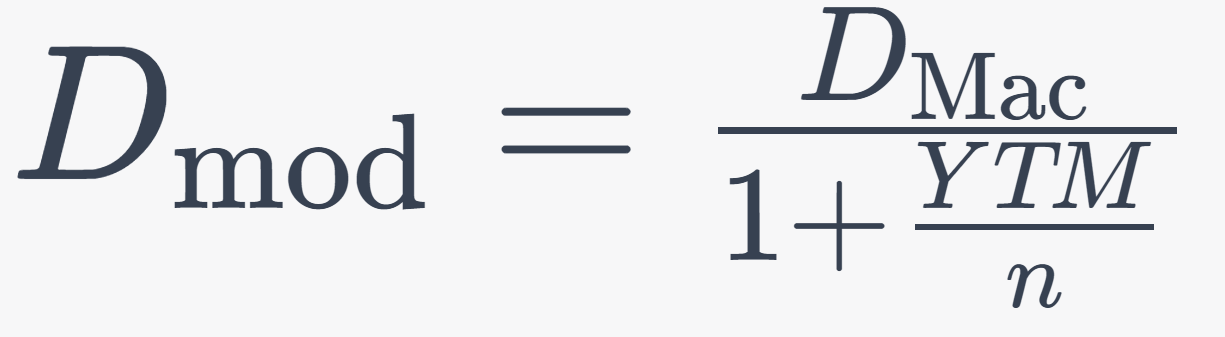 D_mod = D_Mac / (1 + YTM / n)